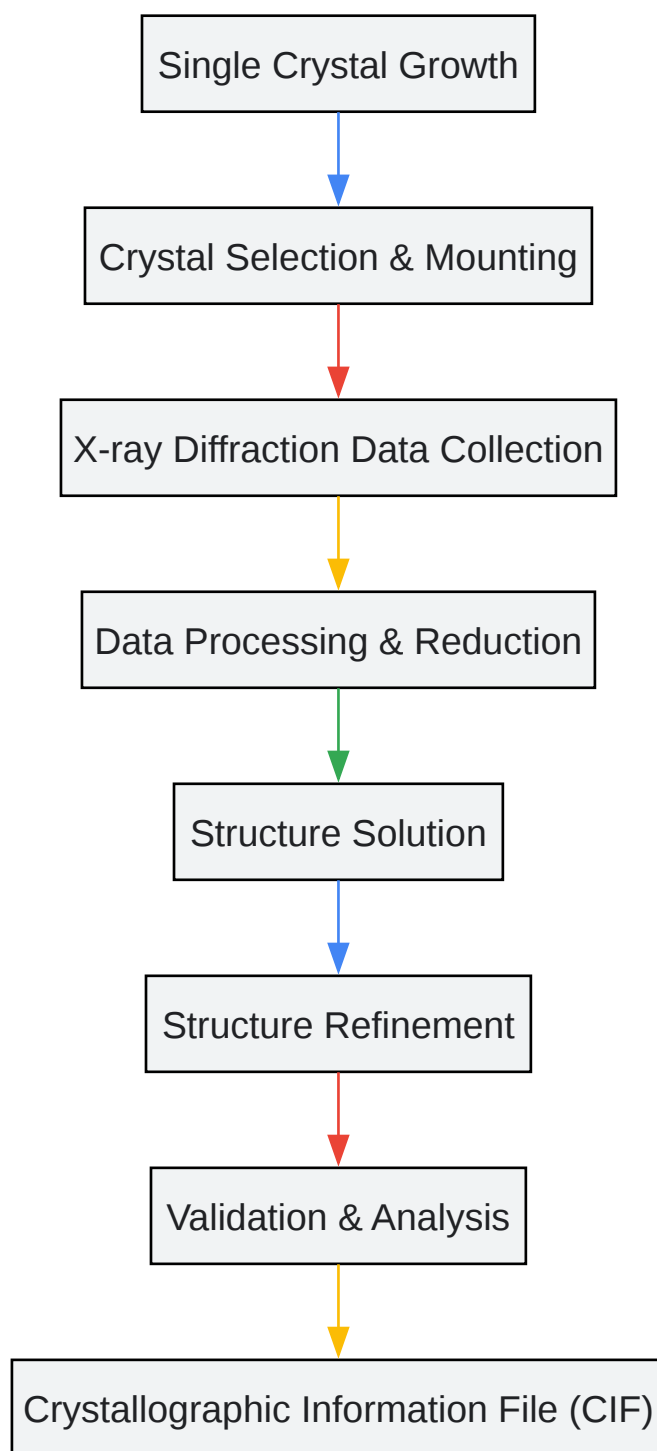 Single Crystal Growth
Crystal Selection & Mounting
X-ray Diffraction Data Collection
Data Processing & Reduction
Structure Solution
Structure Refinement
Validation & Analysis
Crystallographic Information File (CIF)